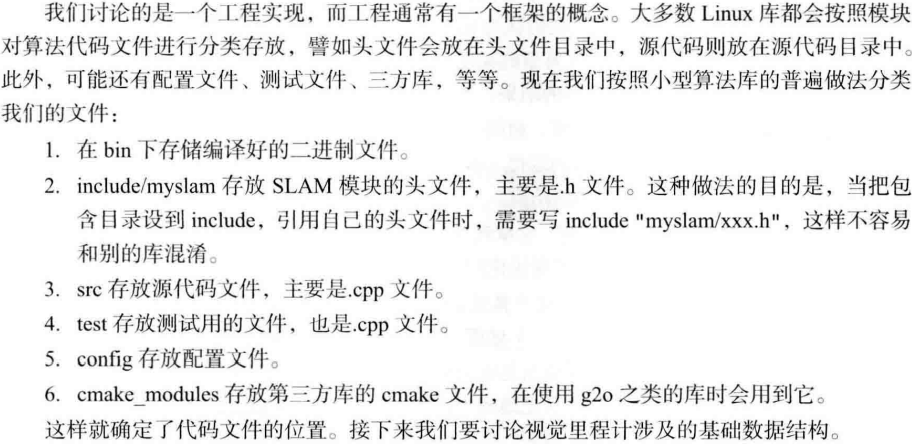 我们讨论的是一个工程实现，而工程通常有一个框架的概念。大多数 Linux 库都会按照模块
对算法代码文件进行分类存放，譬如头文件会放在头文件目录中，源代码则放在源代码目录中。
此外，可能还有配置文件、测试文件、三方库，等等。现在我们按照小型算法库的普遍做法分类
我们的文件：
1. 在 bin 下存储编译好的二进制文件。
2. include/myslam 存放 SLAM 模块的头文件，主要是.h 文件。这种做法的目的是，当把包
含目录设到 include，引用自己的头文件时，需要写 include "myslam/xxx.h"，这样不容易
和别的库混淆。
3. src 存放源代码文件，主要是.cpp 文件。
4. test 存放测试用的文件，也是.cpp 文件。
5. config 存放配置文件。
6. cmake_modules 存放第三方库的 cmake 文件，在使用 g2o 之类的库时会用到它。
这样就确定了代码文件的位置。接下来我们要讨论视觉里程计涉及的基础数据结构。